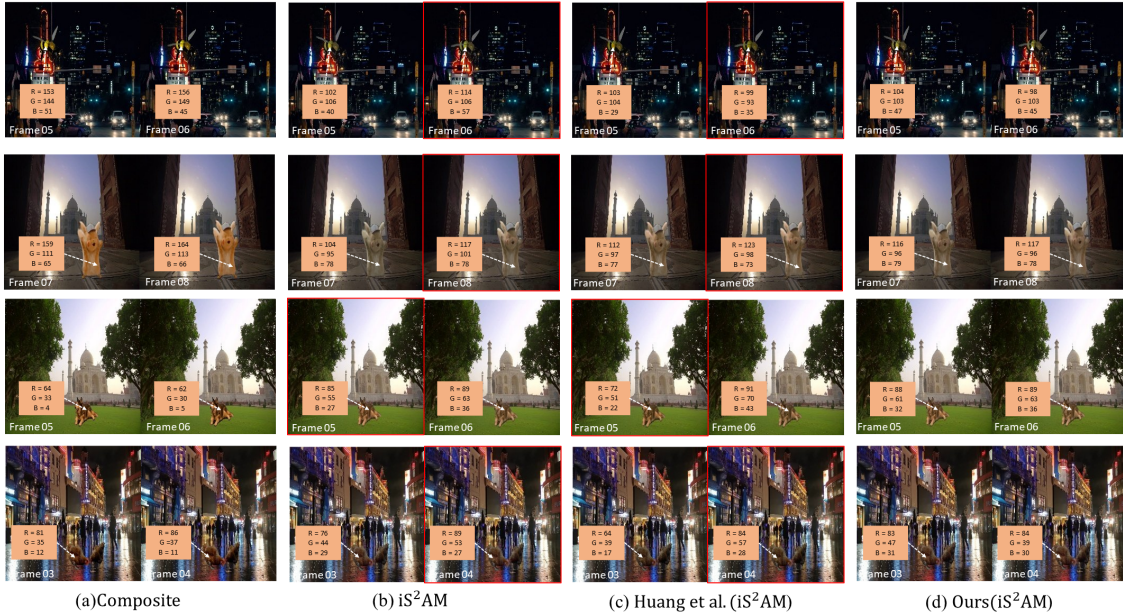 R = 153
G = 144
B = 51
Frame 05
R = 156
G = 149
B = 45
Frame 06
R = 102
G = 106
B = 40
Frame 05
R = 114
G = 106
B = 57
Frame 06
R = 103
G = 104
B = 29
Frame 05
R = 99
G = 93
B = 35
Frame 06
R = 104
G = 103
B = 47
Frame 05
R = 98
G = 103
B = 45
Frame 06
R = 159
G = 111
B = 65
Frame 07
R = 164
G = 113
B = 66
Frame 08
R = 104
G = 95
B = 78
Frame 07
R = 117
G = 101
B = 78
Frame 08
R = 112
G = 97
B = 77
Frame 07
R = 123
G = 98
B = 73
Frame 08
R = 116
G = 96
B = 79
Frame 07
R = 117
G = 96
B = 78
Frame 08
R = 64
G = 33
B = 4
Frame 05
R = 62
G = 30
B = 5
Frame 06
R = 85
G = 55
B = 27
Frame 05
R = 89
G = 63
B = 36
Frame 06
R = 72
G = 51
B = 22
Frame 05
R = 91
G = 70
B = 43
Frame 06
R = 88
G = 61
B = 32
Frame 05
R = 89
G = 63
B = 36
Frame 06
R = 81
G = 35
B = 12
Frame 03
R = 86
G =37
B = 11
Frame 04
R = 76
G = 44
B = 29
Frame 03
R = 89
G = 53
B = 27
Frame 04
R = 64
G = 39
B = 17
Frame 03
R = 84
G = 57
B = 28
Frame 04
R = 83
G = 47
B = 31
Frame 03
R = 84
G = 39
B = 30
Frame 04
(a)Composite
(b) iS²AM
(c) Huang et al. (iS²AM)
(d) Ours(iS²AM)